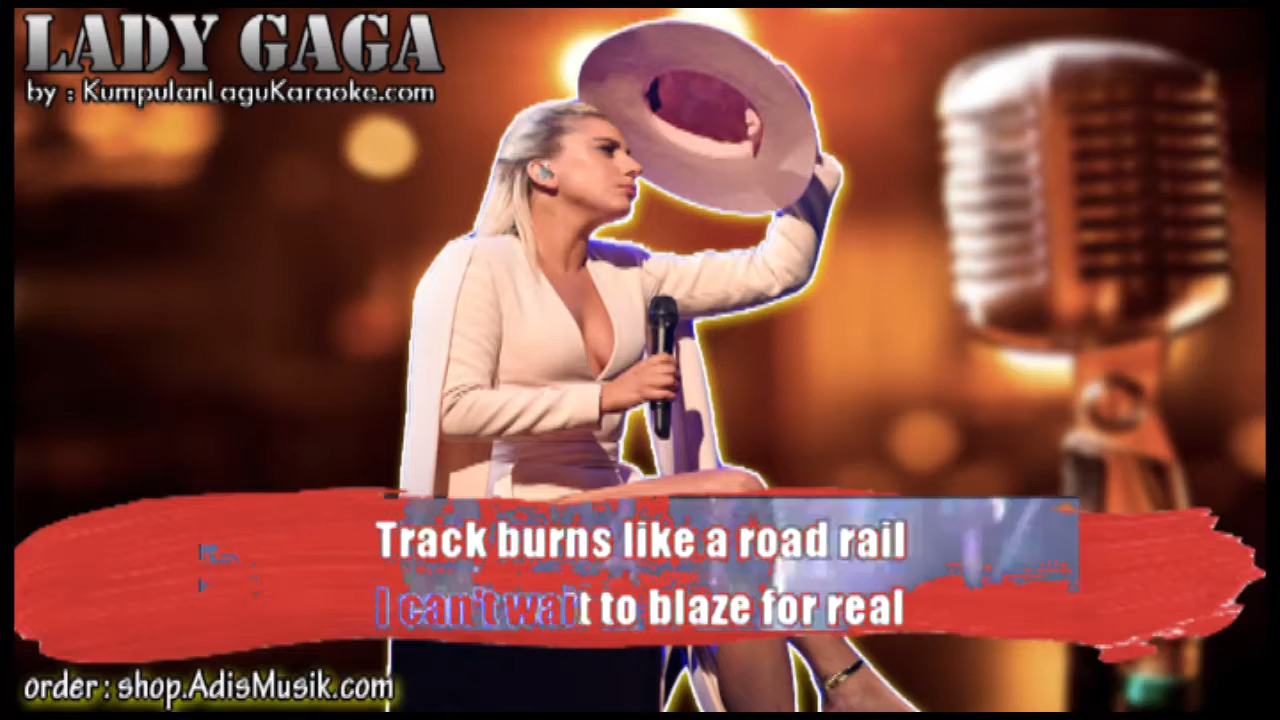 LADY GAGA
by : KumpulanLaguKaraoke.com
Track burns like a road rail
I can't wait to blaze for real
order : shop.AdisMusik.com